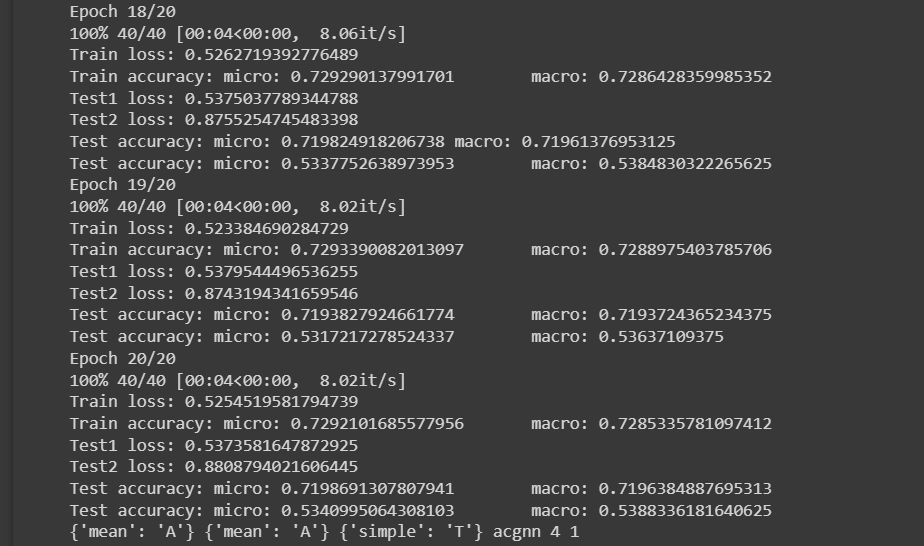 Epoch 18/20
100% 40/40 [00:04<00:00,  8.06it/s]
Train loss: 0.5262719392776489
Train accuracy: micro: 0.729290137991701        macro: 0.7286428359985352
Test1 loss: 0.5375037789344788
Test2 loss: 0.8755254745483398
Test accuracy: micro: 0.719824918206738 macro: 0.71961376953125
Test accuracy: micro: 0.5337752638973953        macro: 0.5384830322265625
Epoch 19/20
100% 40/40 [00:04<00:00,  8.02it/s]
Train loss: 0.523384690284729
Train accuracy: micro: 0.7293390082013097       macro: 0.7288975403785706
Test1 loss: 0.5379544496536255
Test2 loss: 0.8743194341659546
Test accuracy: micro: 0.7193827924661774        macro: 0.7193724365234375
Test accuracy: micro: 0.5317217278524337        macro: 0.53637109375
Epoch 20/20
100% 40/40 [00:04<00:00,  8.02it/s]
Train loss: 0.5254519581794739
Train accuracy: micro: 0.7292101685577956       macro: 0.7285335781097412
Test1 loss: 0.5373581647872925
Test2 loss: 0.8808794021606445
Test accuracy: micro: 0.7198691307807941        macro: 0.7196384887695313
Test accuracy: micro: 0.5340995064308103        macro: 0.5388336181640625
{'mean': 'A'} {'mean': 'A'} {'simple': 'T'} acgnn 4 1